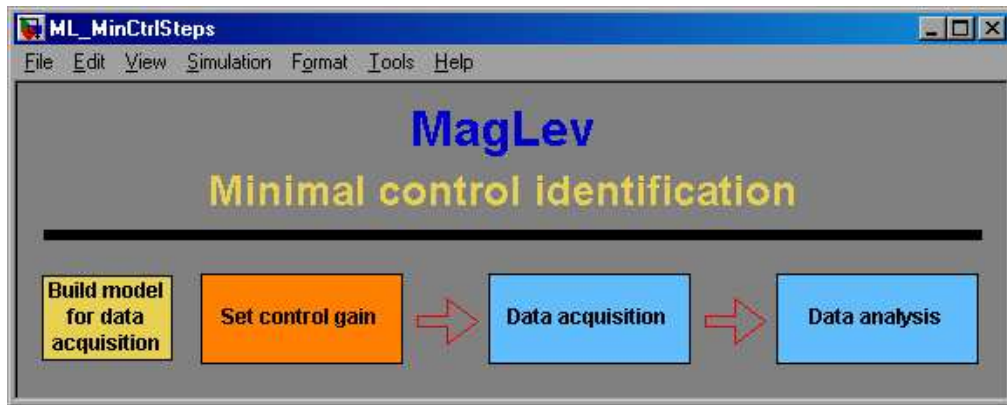 ML_MinCtrlSteps
File Edit View Simulation Format Tools Help
MagLev
Minimal control identification
Build model
for data
acquisition
Set control gain
Data acquisition
Data analysis